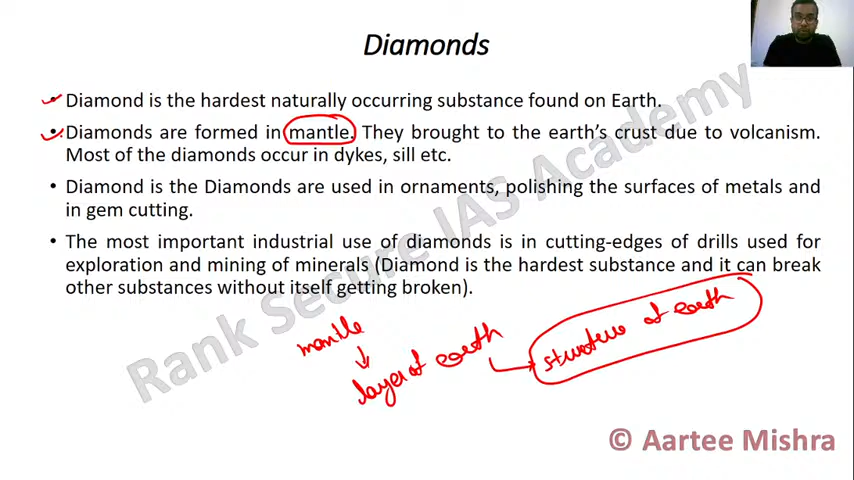 Diamonds
• Diamond is the hardest naturally occurring substance found on Earth.
• Diamonds are formed in mantle. They brought to the earth's crust due to volcanism.
Most of the diamonds occur in dykes, sill etc.
• Diamond is the Diamonds are used in ornaments, polishing the surfaces of metals and
in gem cutting.
• The most important industrial use of diamonds is in cutting-edges of drills used for
exploration and mining of minerals (Diamond is the hardest substance and it can break
other substances without itself getting broken).
mantle
layer of earth
structure of earth
Rank Secure IAS Academy
© Aartee Mishra